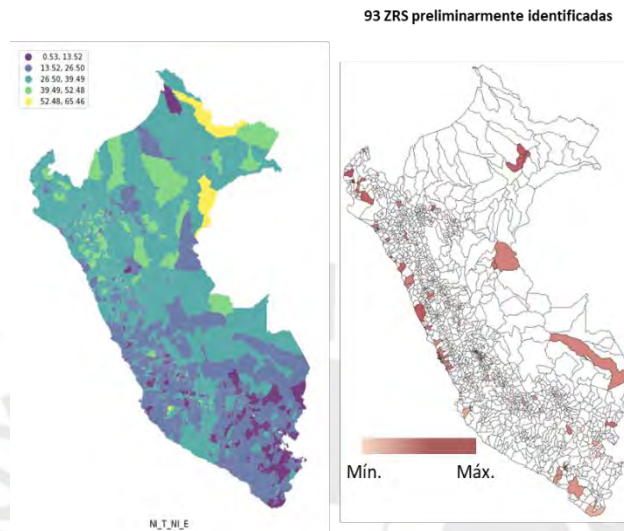 93 ZRS preliminarmente identificadas
0.53, 13.52
13.52, 26.50
26.50, 39.49
39.49, 52.48
52.48, 65.46
Mín. Máx.
NI_T_NI_E